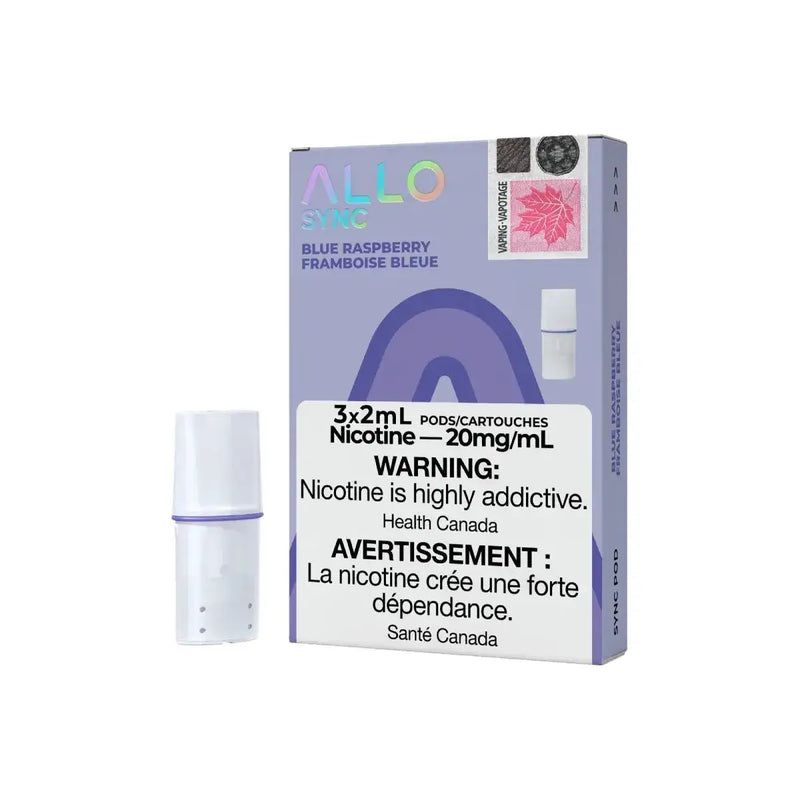 ALLO
SYNC
BLUE RASPBERRY
FRAMBOISE BLEUE
VAPING·VAPOTAGE
3x2mL PODS/CARTOUCHES
Nicotine — 20mg/mL
WARNING:
Nicotine is highly addictive.
Health Canada
AVERTISSEMENT :
La nicotine crée une forte
dépendance.
Santé Canada
BLUE RASPBERRY
FRAMBOISE BLEUE
SYNC POD